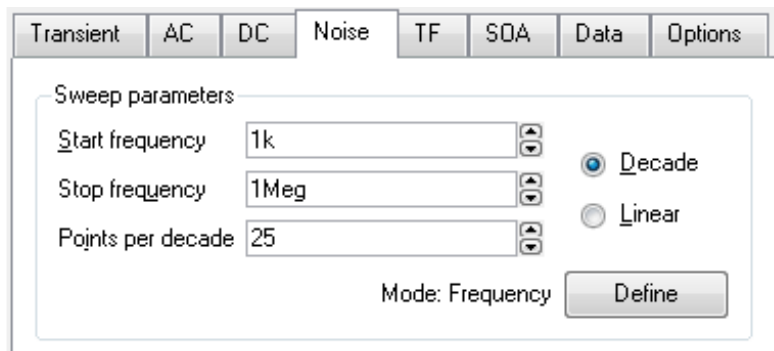 Transient AC DC Noise TF SOA Data Options
Sweep parameters
Start frequency 1k
Stop frequency 1Meg
Decade
Linear
Points per decade 25
Mode: Frequency Define